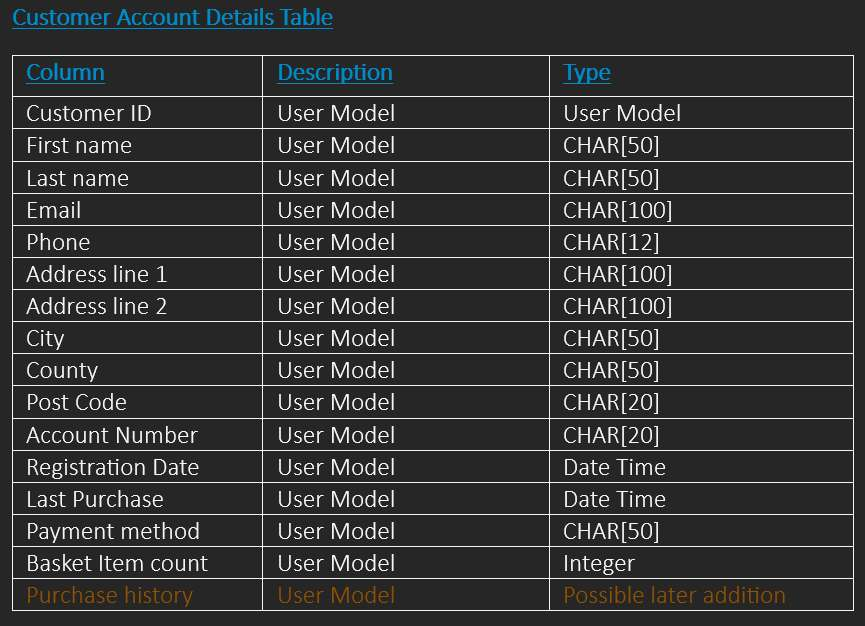 Customer Account Details Table
Column Description Type
Customer ID User Model User Model
First name User Model CHAR[50]
Last name User Model CHAR[50]
Email User Model CHAR[100]
Phone User Model CHAR[12]
Address line 1 User Model CHAR[100]
Address line 2 User Model CHAR[100]
City User Model CHAR[50]
County User Model CHAR[50]
Post Code User Model CHAR[20]
Account Number User Model CHAR[20]
Registration Date User Model Date Time
Last Purchase User Model Date Time
Payment method User Model CHAR[50]
Basket Item count User Model Integer
Purchase history User Model Possible later addition